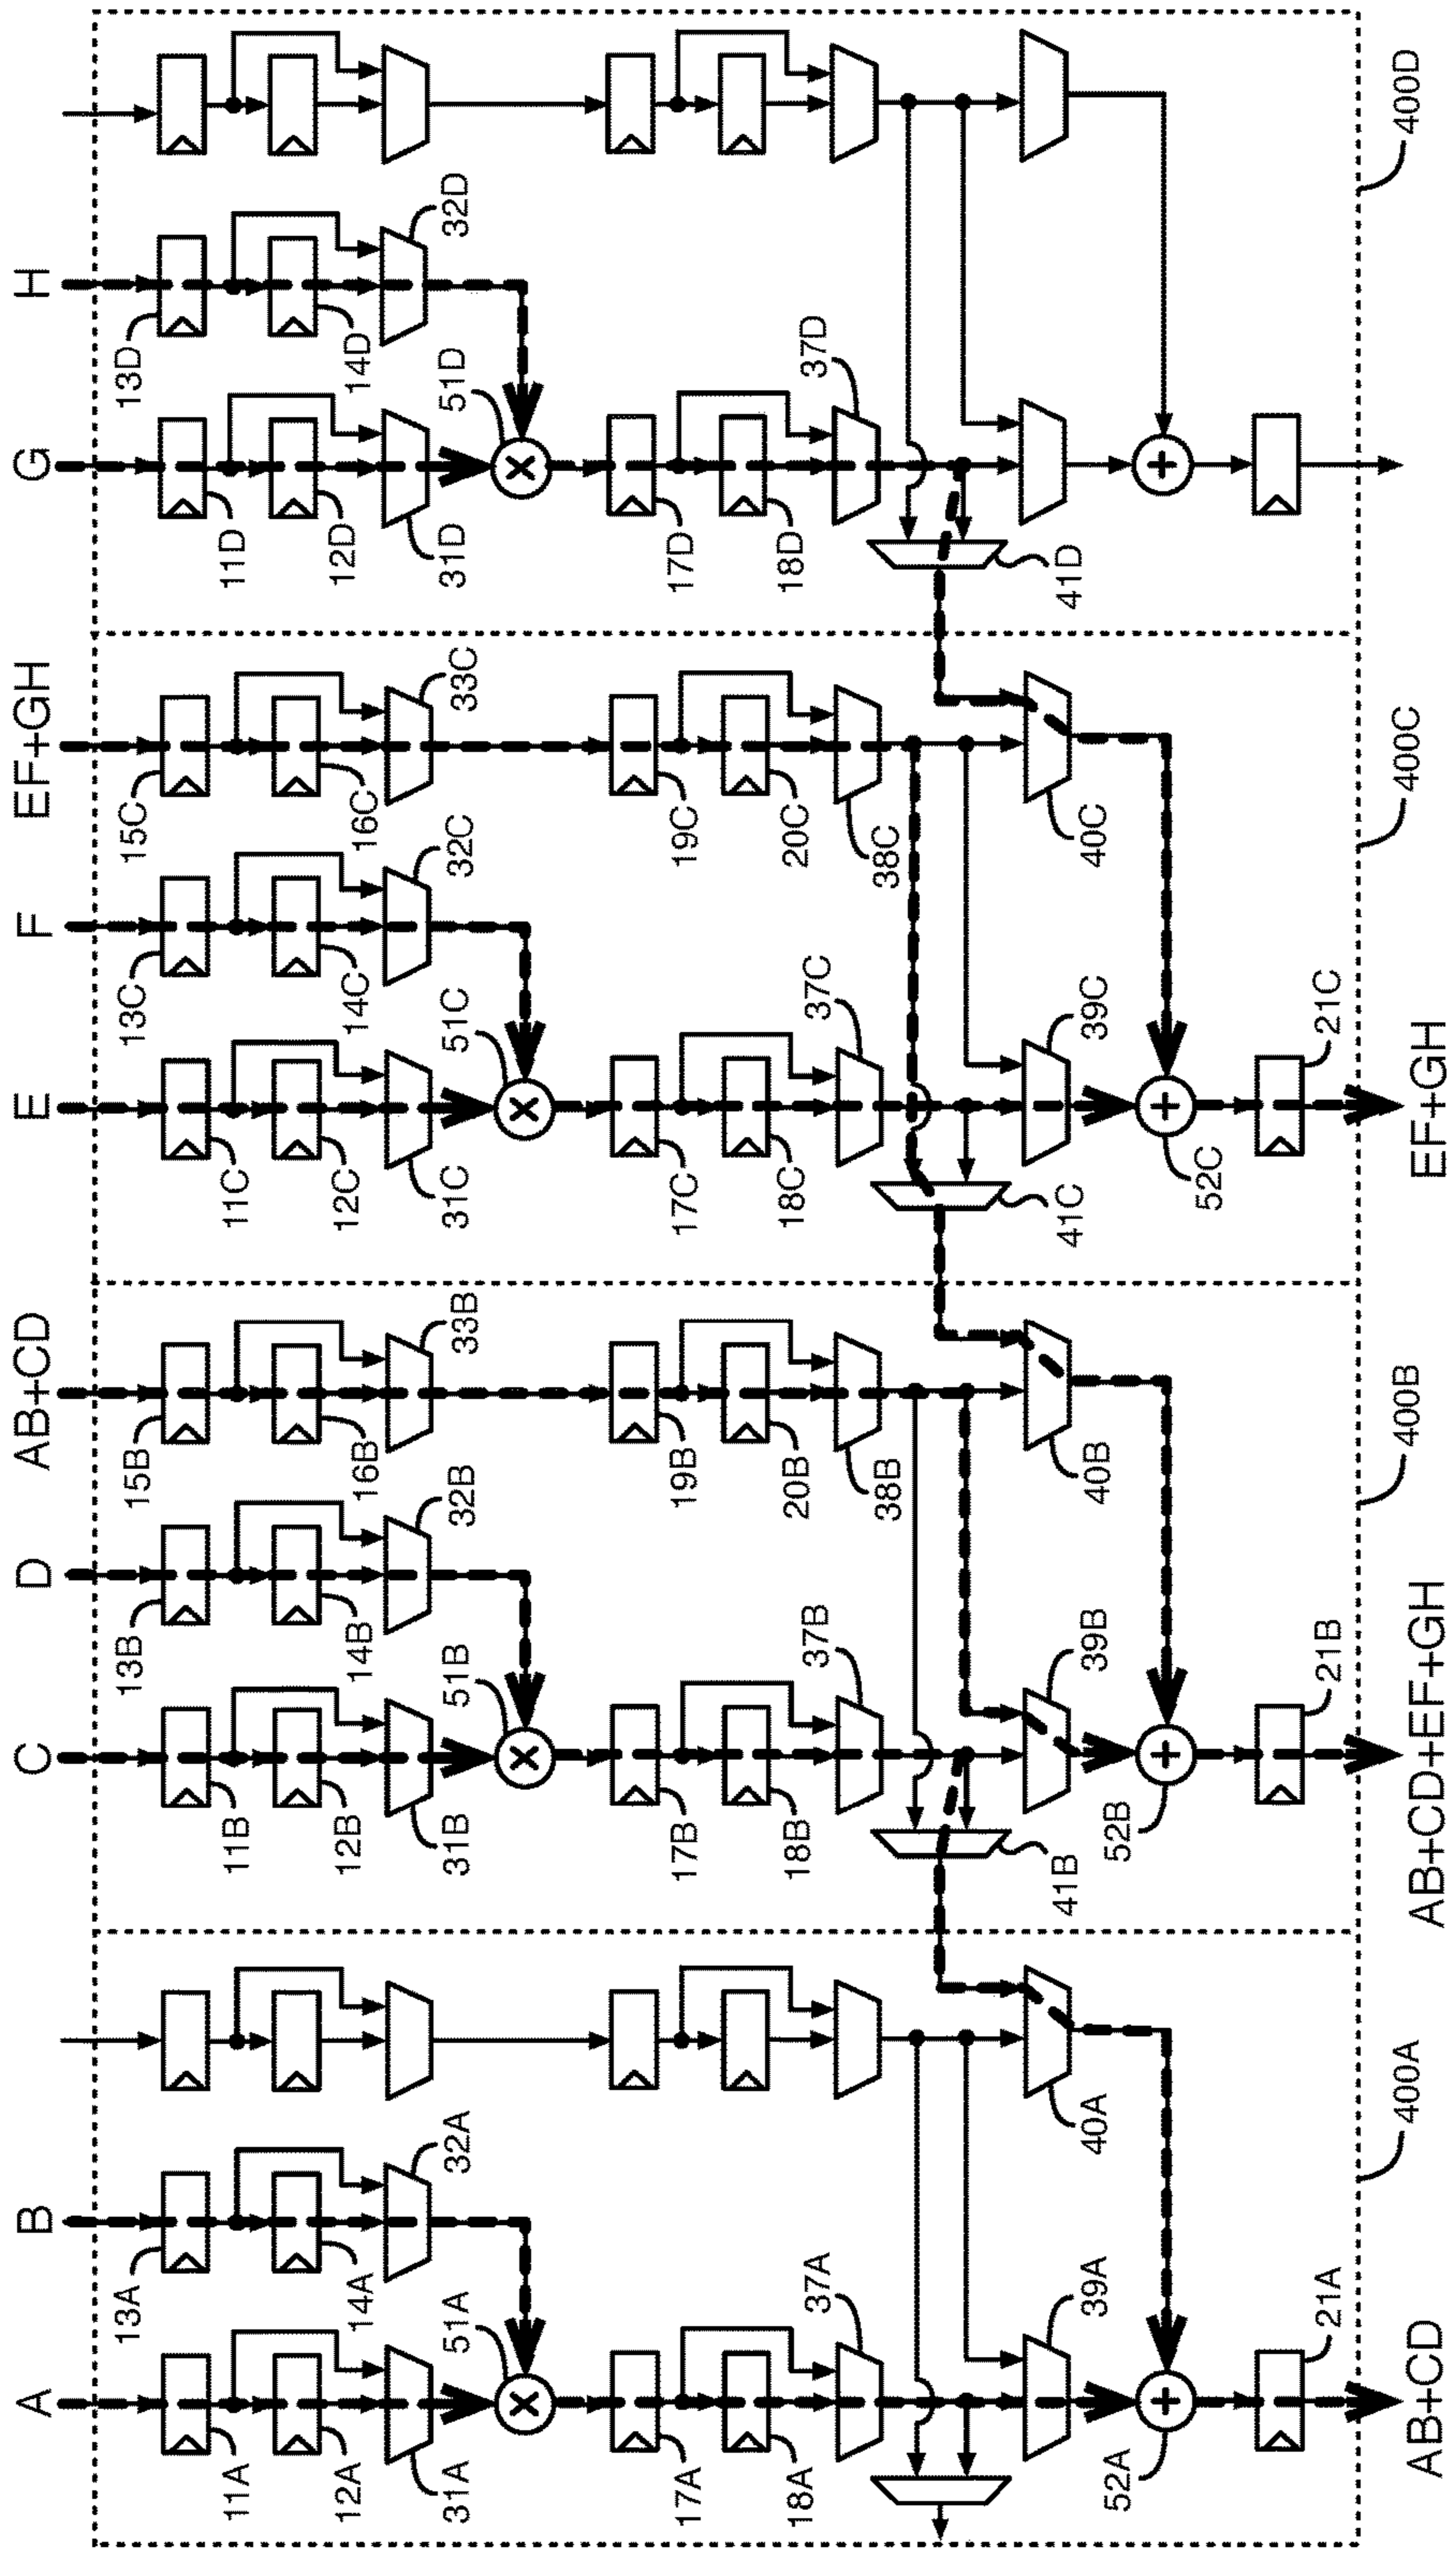 A B C D AB+CD E F EF+GH G H
13A 13B 15B 13C 15C 13D
11A 11B 11C 11D
12A 14A 12B 14B 16B 12C 14C 16C 12D 14D
31A 51A 32A 31B 51B 32B 33B 31C 51C 32C 33C 31D 51D 32D
17A 17B 19B 17C 19C 17D
18A 37A 18B 37B 20B 18C 37C 20C 18D 37D
38B 38C
39A 40A 41B 39B 40B 41C 39C 40C 41D
52A 52B 52C
21A 21B 21C
400A 400B 400C 400D
AB+CD AB+CD+EF+GH EF+GH